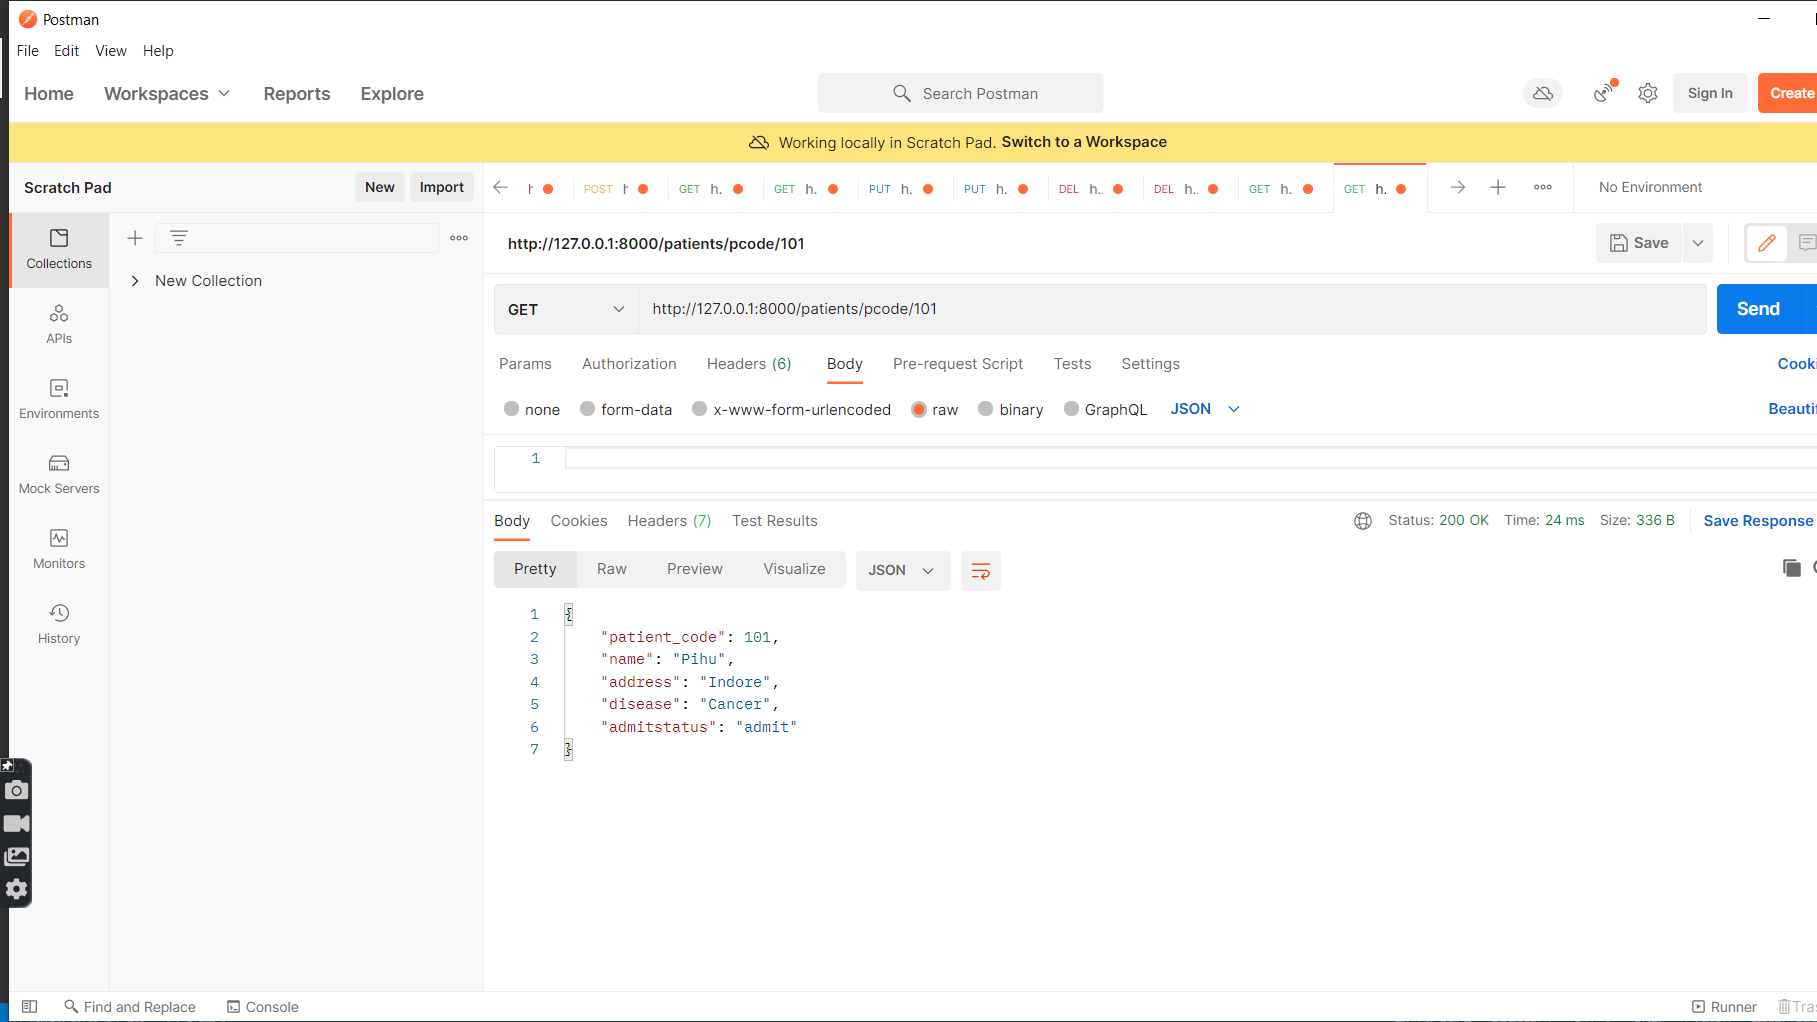 Postman
File Edit View Help
Home Workspaces Reports Explore
Search Postman
Sign In
Create
Working locally in Scratch Pad. Switch to a Workspace
Scratch Pad New Import
h POST h GET h. GET h. PUT h. PUT h. DEL h.. DEL h.. GET h. GET h.
No Environment
Collections
New Collection
APIs
Environments
Mock Servers
Monitors
History
http://127.0.0.1:8000/patients/pcode/101
Save
GET http://127.0.0.1:8000/patients/pcode/101
Send
Params Authorization Headers (6) Body Pre-request Script Tests Settings
Cooki
none form-data x-www-form-urlencoded raw binary GraphQL JSON
Beautif
1
Body Cookies Headers (7) Test Results
Status: 200 OK Time: 24 ms Size: 336 B Save Response
Pretty Raw Preview Visualize JSON
1 {
2 "patient_code": 101,
3 "name": "Pihu",
4 "address": "Indore",
5 "disease": "Cancer",
6 "admitstatus": "admit"
7 }
Find and Replace Console
Runner Tra